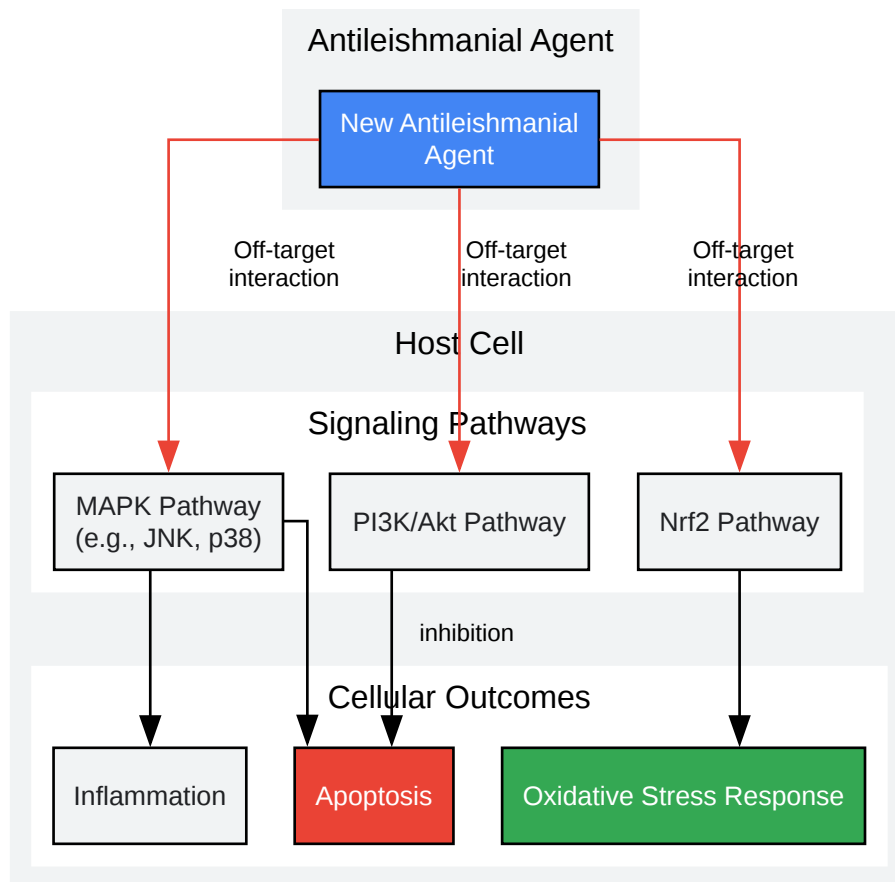 Antileishmanial Agent
New Antileishmanial
Agent
Off-target
interaction
Off-target
interaction
Off-target
interaction
Host Cell
Signaling Pathways
MAPK Pathway
(e.g., JNK, p38)
PI3K/Akt Pathway
Nrf2 Pathway
inhibition
Cellular Outcomes
Inflammation
Apoptosis
Oxidative Stress Response